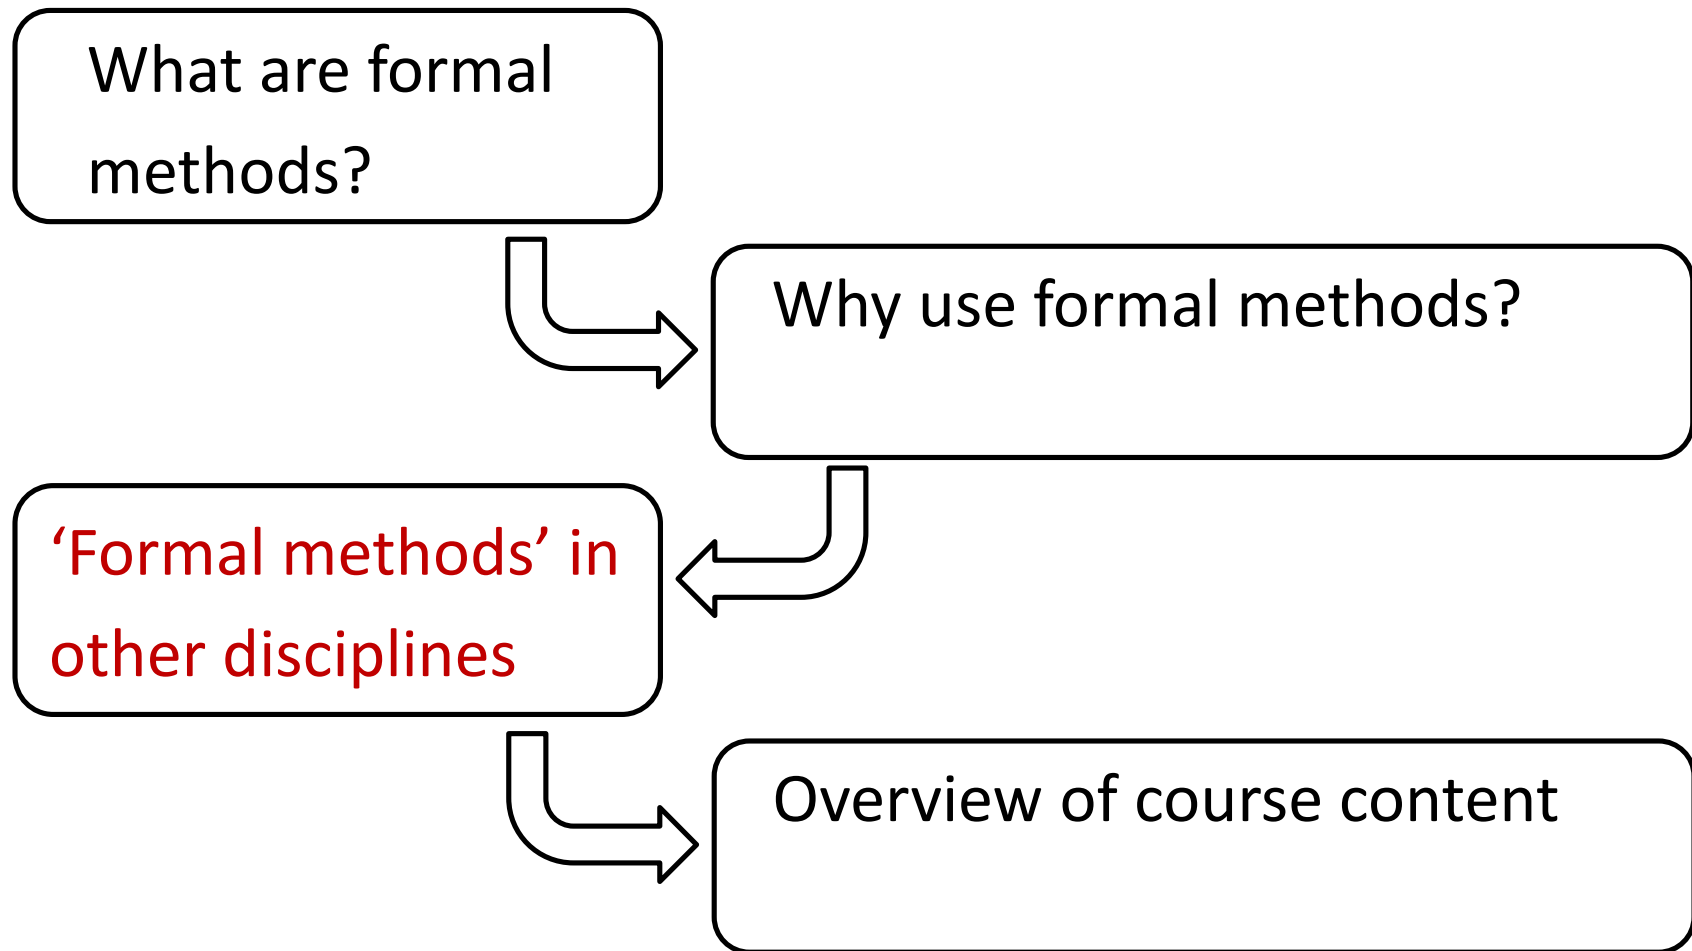 What are formal
methods?
Why use formal methods?
‘Formal methods’ in
other disciplines
Overview of course content